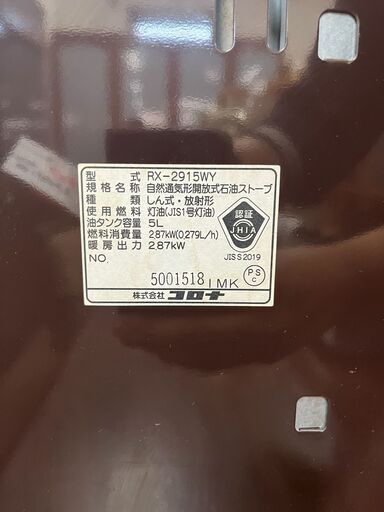 型 式 RX-2915WY
規格名称 自然通気形開放式石油ストーブ
種 類 しん式・放射形
使用燃料 灯油(JIS1号灯油)
油タンク容量 5L
燃料消費量 2.87kW(0.279L/h)
暖房出力 2.87kW
NO. 5001518 IMK
認証
JHIA
JIS S 2019
PS
C
株式会社 コロナ